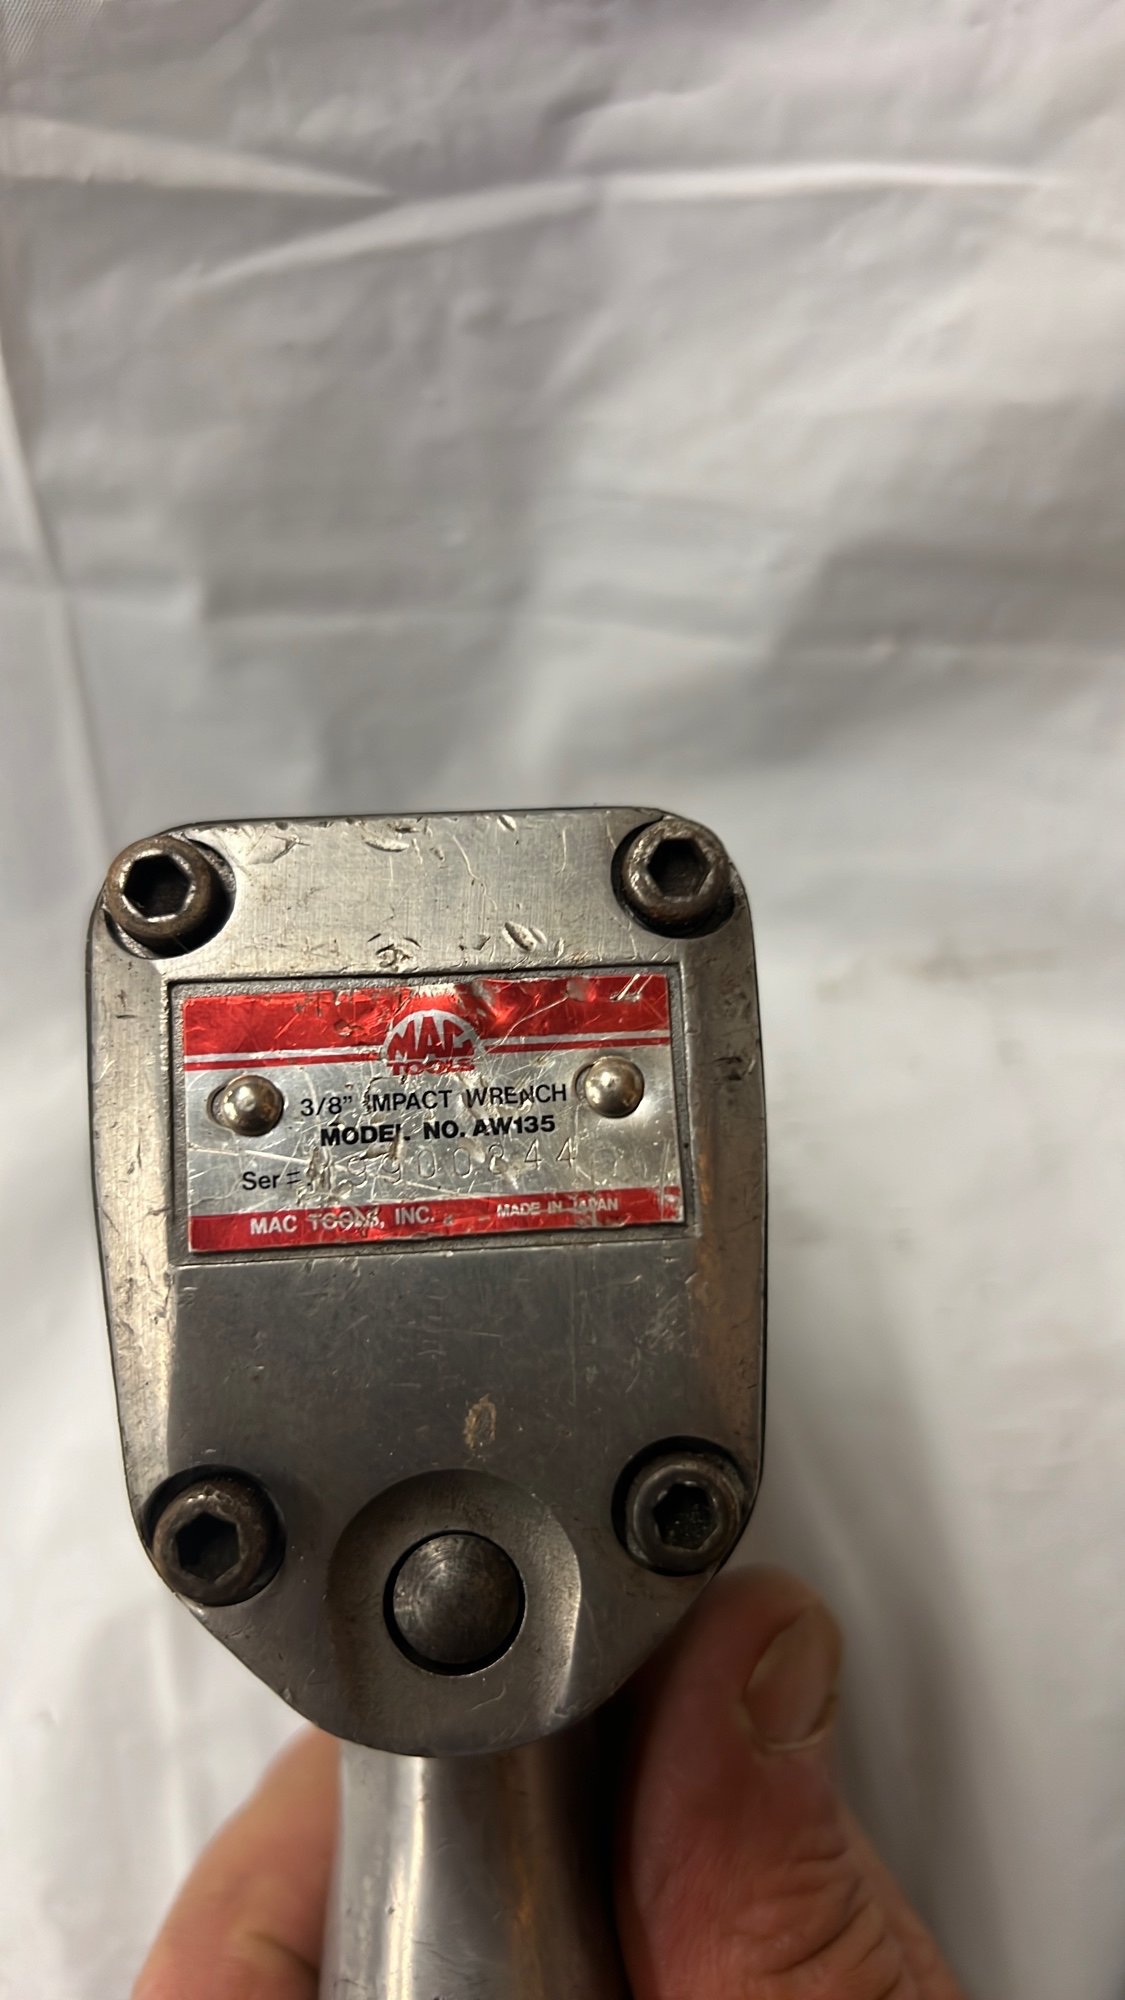 MAC
TOOLS
3/8" IMPACT WRENCH
MODEL NO. AW135
Ser
MAC TOOLS, INC. MADE IN JAPAN